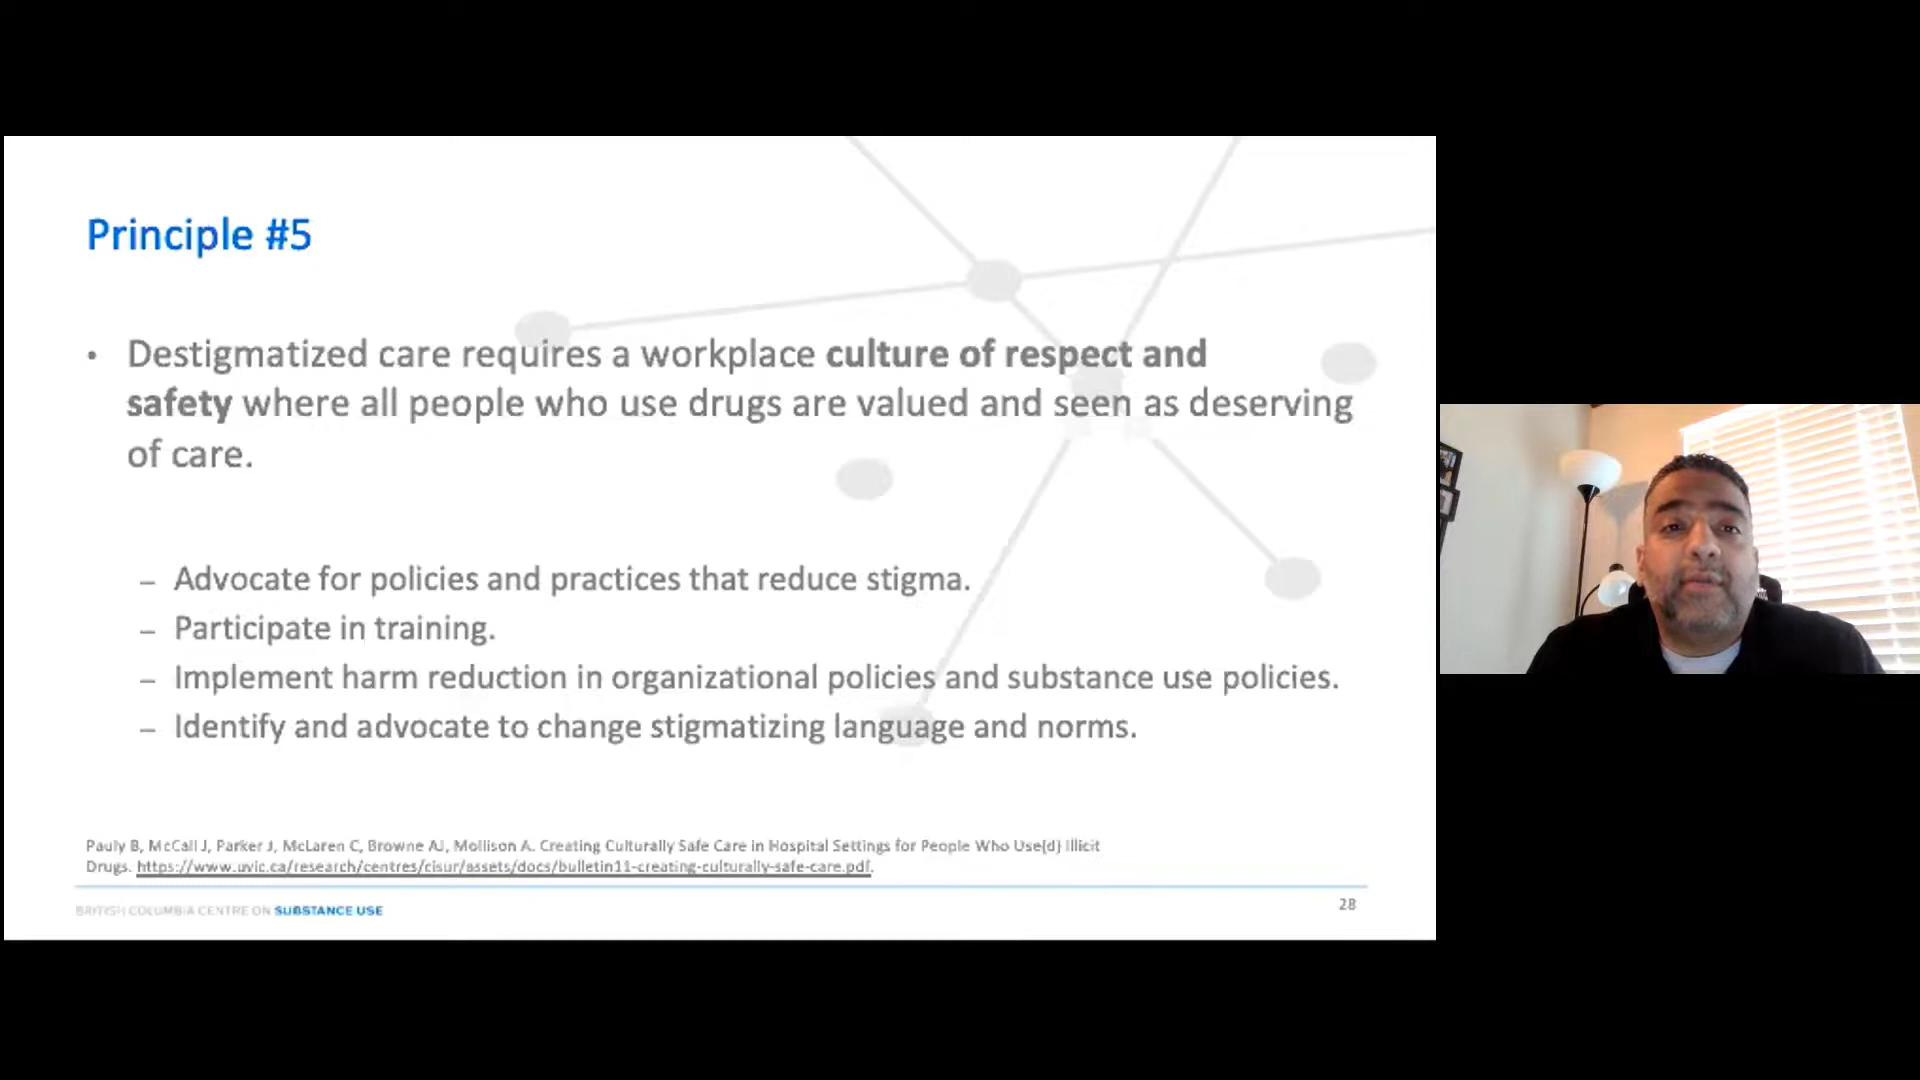 Principle #5
• Destigmatized care requires a workplace culture of respect and
safety where all people who use drugs are valued and seen as deserving
of care.
– Advocate for policies and practices that reduce stigma.
– Participate in training.
– Implement harm reduction in organizational policies and substance use policies.
– Identify and advocate to change stigmatizing language and norms.
Pauly B, McCall J, Parker J, McLaren C, Browne AJ, Mollison A. Creating Culturally Safe Care in Hospital Settings for People Who Use(d) Illicit
Drugs. https://www.uvic.ca/research/centres/cisur/assets/docs/bulletin11-creating-culturally-safe-care.pdf.
BRITISH COLUMBIA CENTRE ON SUBSTANCE USE
28